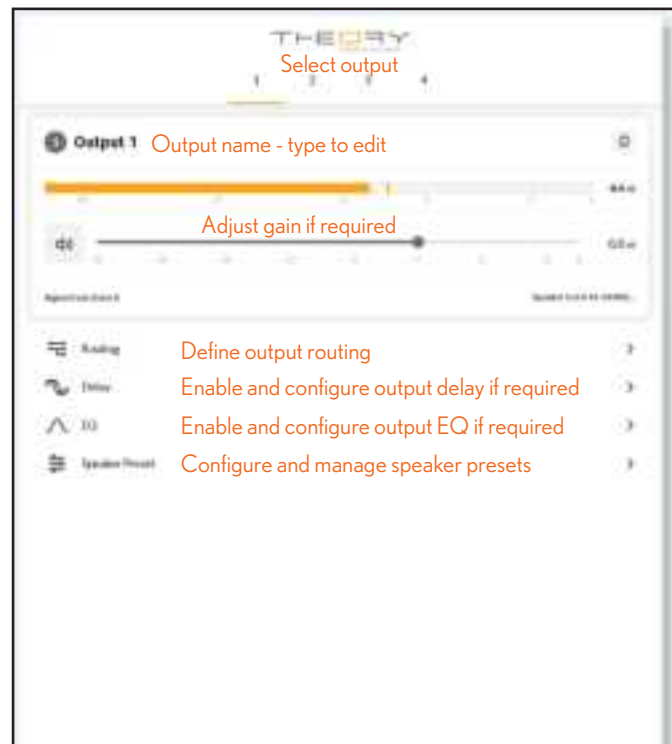 THEORY
Select output
1 2 3 4
Output 1 Output name - type to edit
Adjust gain if required
Routing Define output routing
Delay Enable and configure output delay if required
EQ Enable and configure output EQ if required
Speaker Preset Configure and manage speaker presets